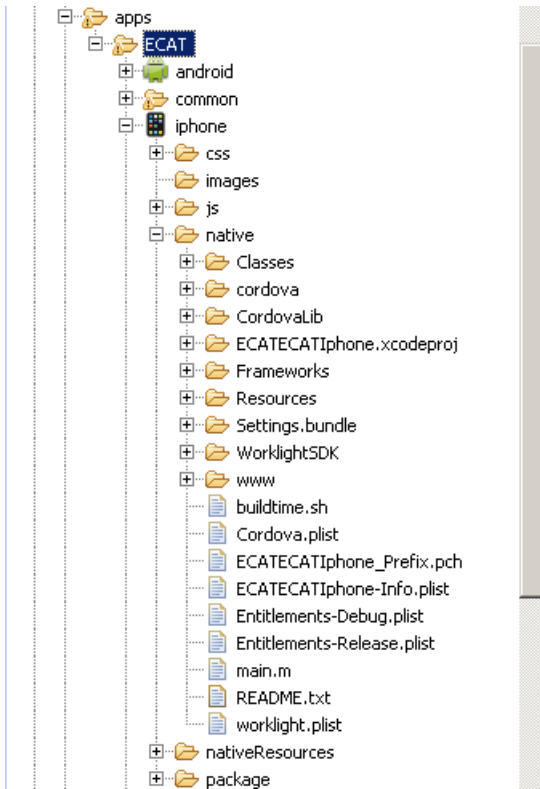 apps
ECAT
android
common
iphone
css
images
js
native
Classes
cordova
CordovaLib
ECATECATIphone.xcodeproj
Frameworks
Resources
Settings.bundle
WorklightSDK
www
buildtime.sh
Cordova.plist
ECATECATIphone_Prefix.pch
ECATECATIphone-Info.plist
Entitlements-Debug.plist
Entitlements-Release.plist
main.m
README.txt
worklight.plist
nativeResources
package